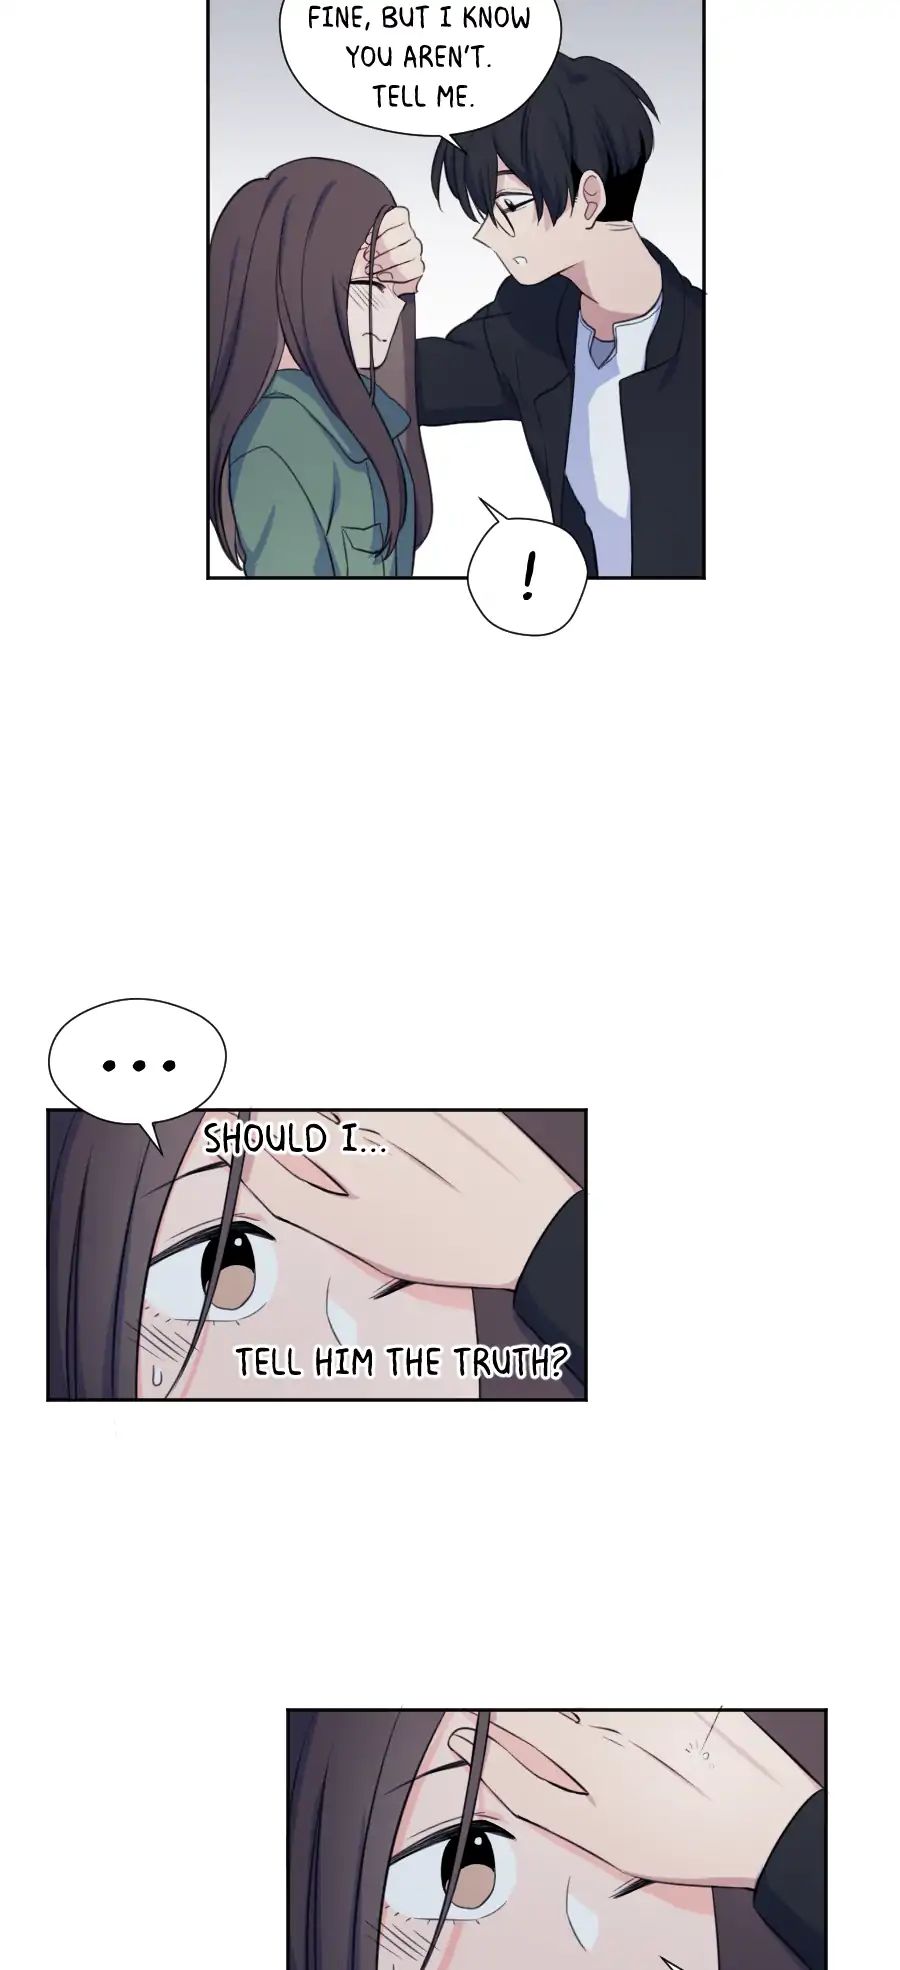 FINE, BUT I KNOW
YOU AREN'T.
TELL ME.
!
...
SHOULD I...
TELL HIM THE TRUTH?